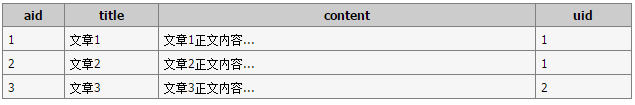 aid title content uid
1 文章1 文章1正文内容... 1
2 文章2 文章2正文内容... 1
3 文章3 文章3正文内容... 2